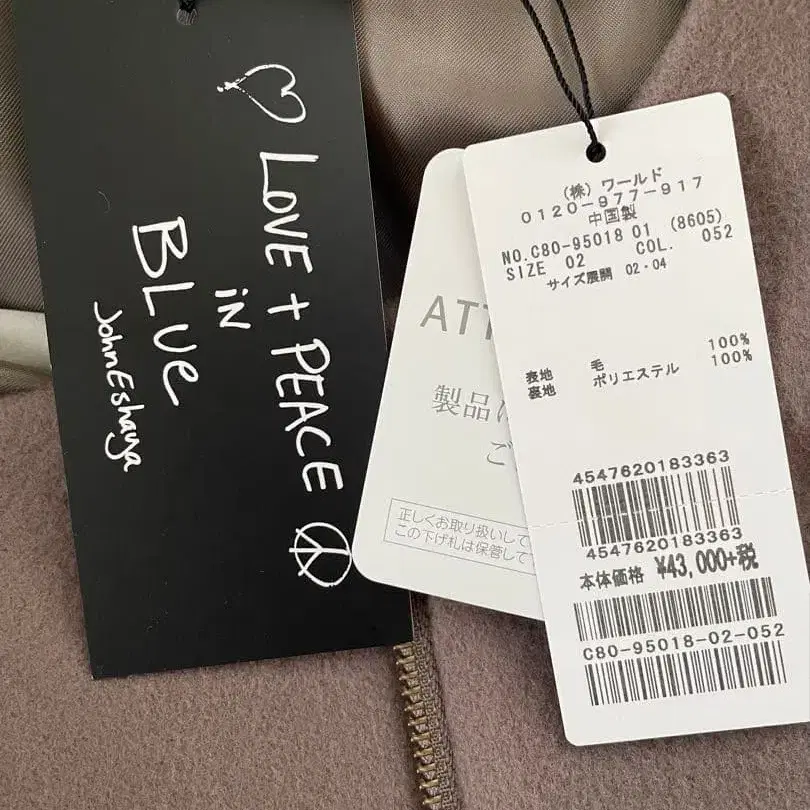 LOVE + PEACE
in
BLUe
JohnEshaya
ATT
製品
ご
正しくお取り扱いして
この下げ札は保管して
(株) ワールド
0120-977-917
中国製
NO.C80-95018 01 (8605)
SIZE 02 COL. 052
サイズ展開 02・04
表地 毛 100%
裏地 ポリエステル 100%
4547620183363
4547620183363
本体価格 ¥43,000+税
C80-95018-02-052